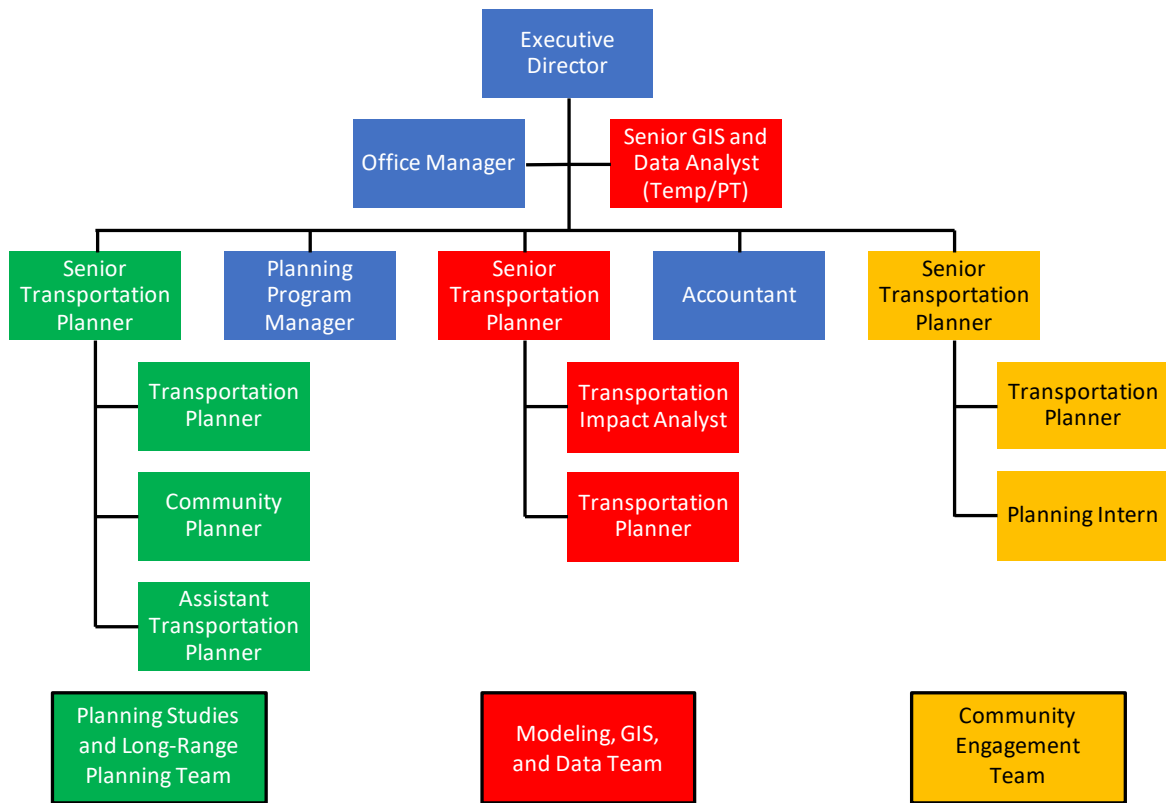 Executive
Director
Office Manager
Senior GIS and
Data Analyst
(Temp/PT)
Senior
Transportation
Planner
Planning
Program
Manager
Senior
Transportation
Planner
Accountant
Senior
Transportation
Planner
Transportation
Planner
Transportation
Impact Analyst
Transportation
Planner
Community
Planner
Transportation
Planner
Planning Intern
Assistant
Transportation
Planner
Planning Studies
and Long-Range
Planning Team
Modeling, GIS,
and Data Team
Community
Engagement
Team